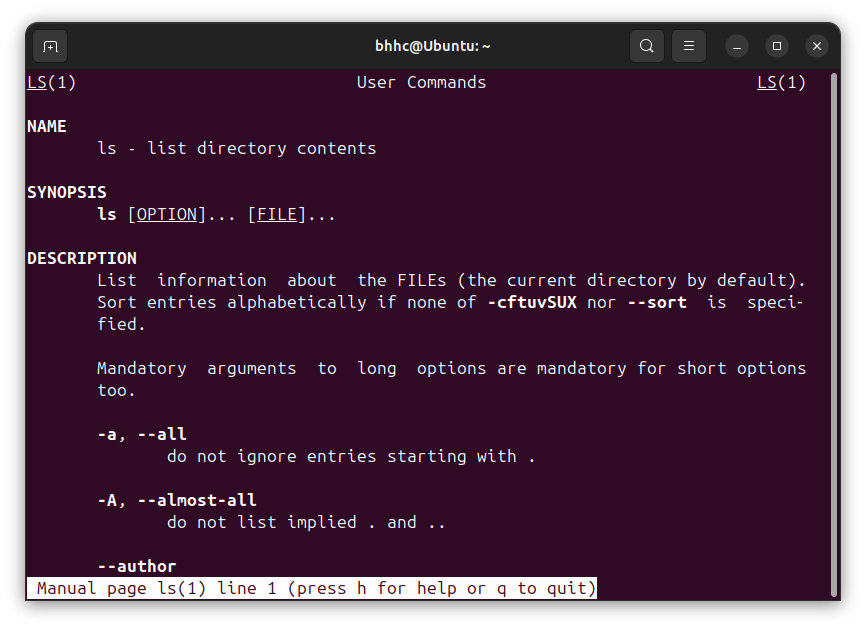 bhhc@Ubuntu: ~
LS(1) User Commands LS(1)
NAME
ls - list directory contents
SYNOPSIS
ls [OPTION]... [FILE]...
DESCRIPTION
List information about the FILEs (the current directory by default).
Sort entries alphabetically if none of -cftuvSUX nor --sort is speci‐
fied.
Mandatory arguments to long options are mandatory for short options
too.
-a, --all
do not ignore entries starting with .
-A, --almost-all
do not list implied . and ..
--author
Manual page ls(1) line 1 (press h for help or q to quit)